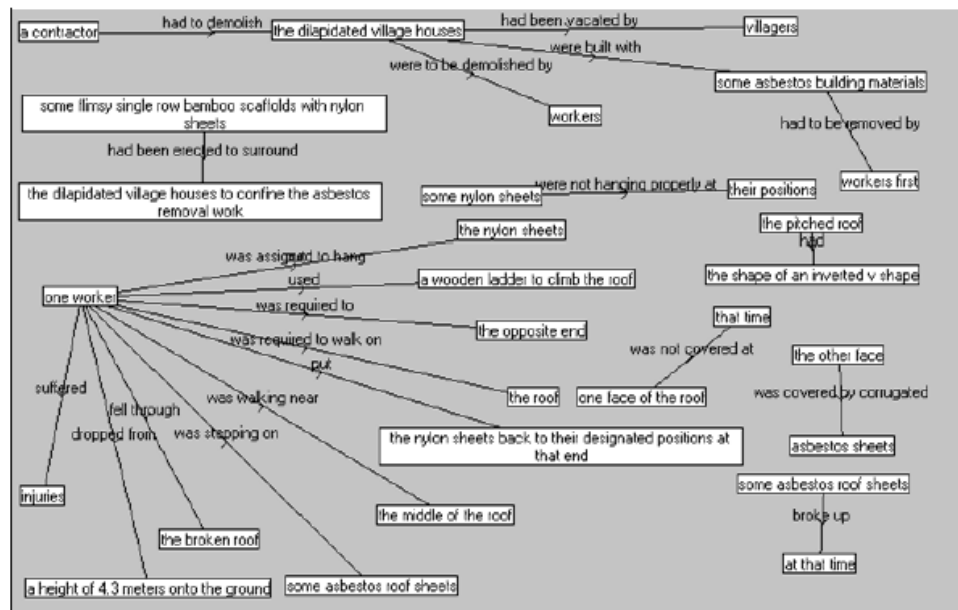 had to demolish
had been vacated by
a contractor
the dilapidated village houses
villagers
were built with
were to be demolished by
some asbestos building materials
some flimsy single row bamboo scaffolds with nylon
sheets
workers
had to be removed by
had been erected to surround
the dilapidated village houses to confine the asbestos
removal work
were not hanging properly at
some nylon sheets
their positions
workers first
the pitched roof
had
the nylon sheets
was assigned to hang
the shape of an inverted v shape
used
a wooden ladder to climb the roof
one worker
was required to
that time
the opposite end
was required to walk on
was not covered at
the other face
put
the roof
one face of the roof
was covered by corrugated
suffered
was walking near
fell through
dropped from
was stepping on
the nylon sheets back to their designated positions at
that end
asbestos sheets
some asbestos roof sheets
injuries
the middle of the roof
broke up
the broken roof
at that time
a height of 4.3 meters onto the ground
some asbestos roof sheets